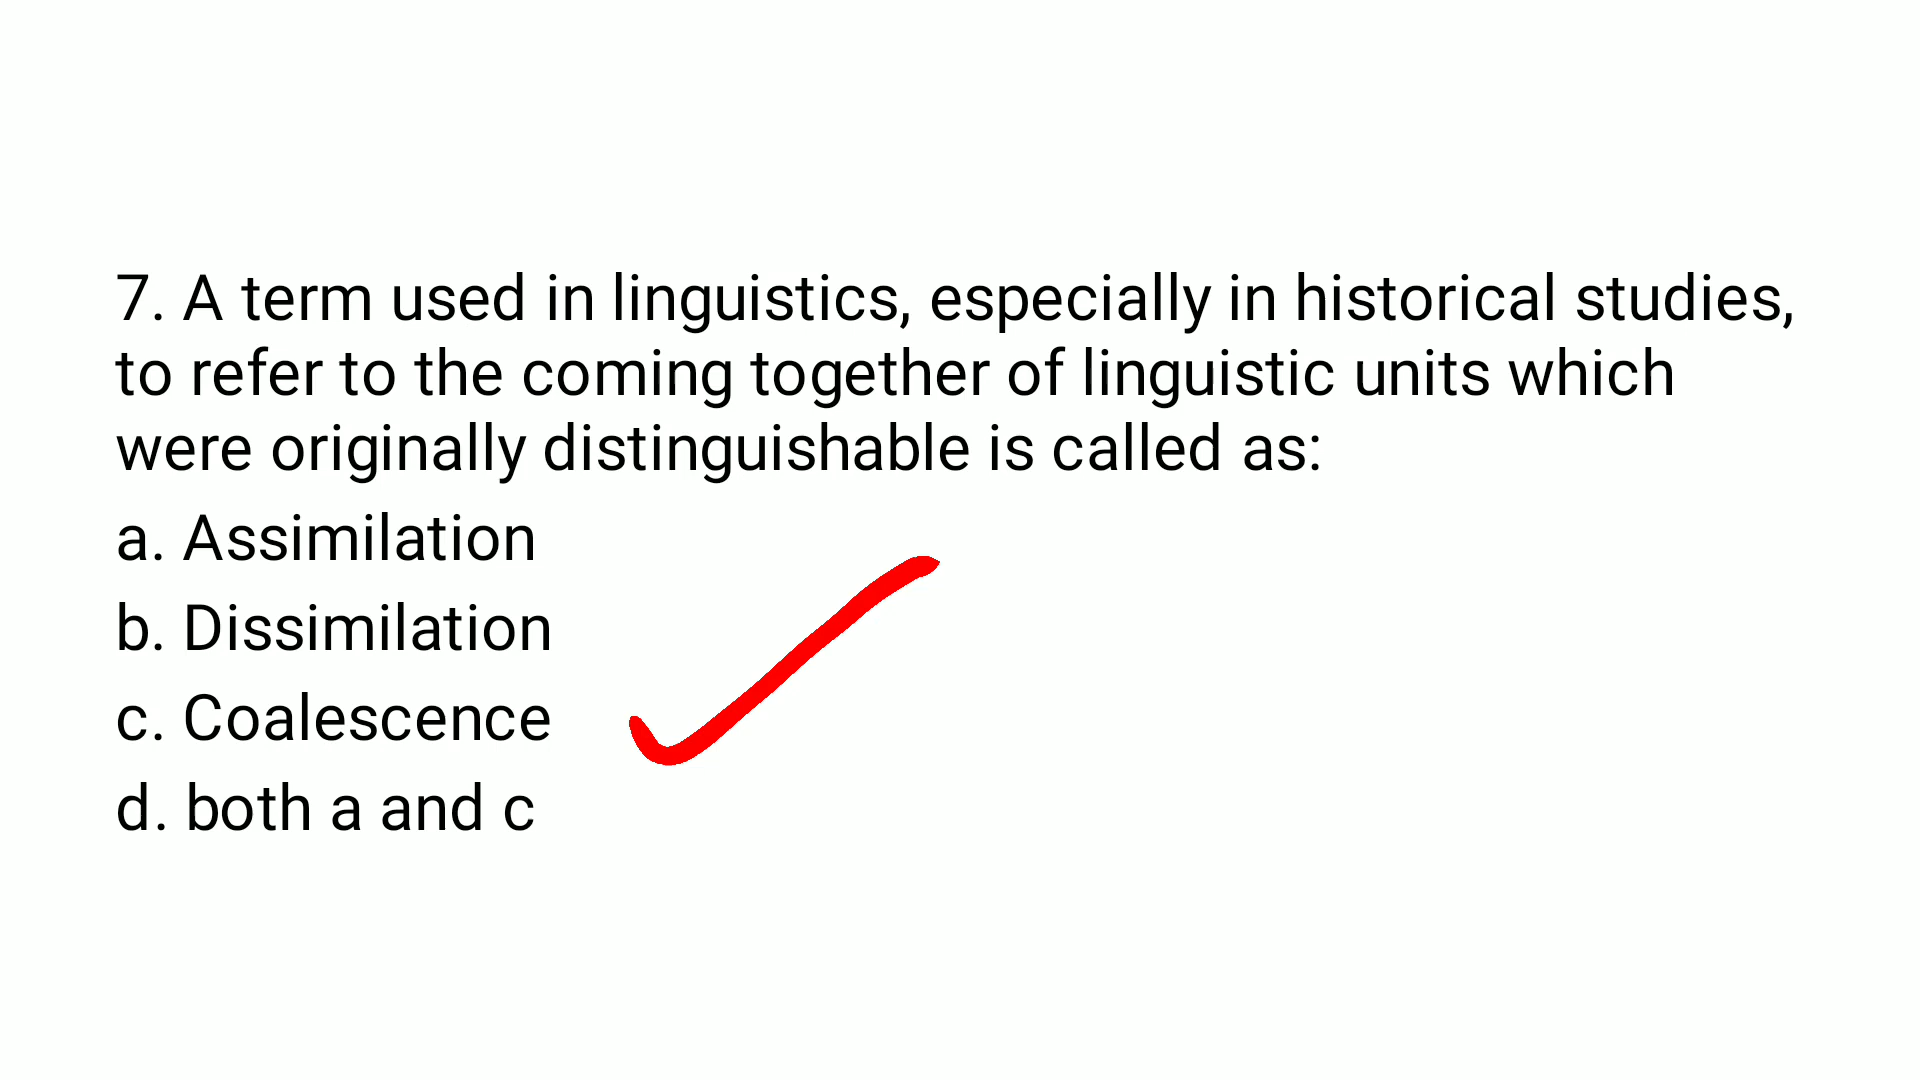 7. A term used in linguistics, especially in historical studies,
to refer to the coming together of linguistic units which
were originally distinguishable is called as:
a. Assimilation
b. Dissimilation
c. Coalescence
d. both a and c